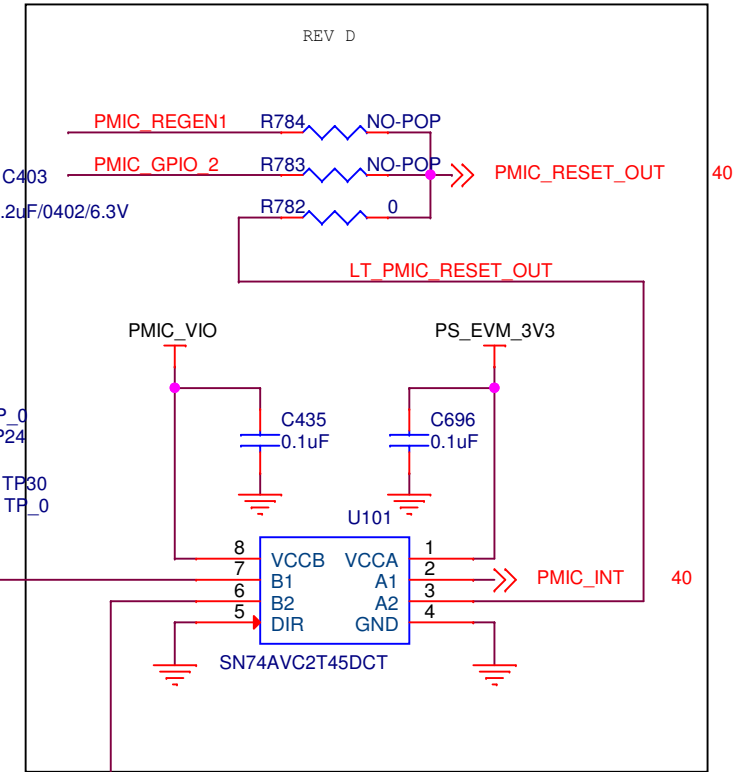 REV D
PMIC_REGEN1 R784 NO-POP
C403 PMIC_GPIO_2 R783 NO-POP PMIC_RESET_OUT 40
.2uF/0402/6.3V R782 0
LT_PMIC_RESET_OUT
PMIC_VIO PS_EVM_3V3
C435 C696
0.1uF 0.1uF
P24
TP30
TP_0
U101
8 VCCB VCCA 1
7 B1 A1 2 PMIC_INT 40
6 B2 A2 3
5 DIR GND 4
SN74AVC2T45DCT